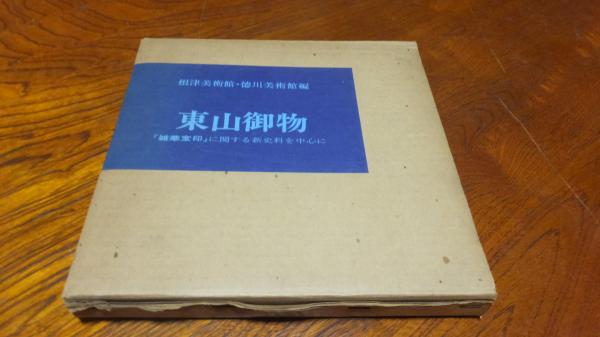 根津美術館・徳川美術館編
東山御物
『雑華室印』に関する新史料を中心に